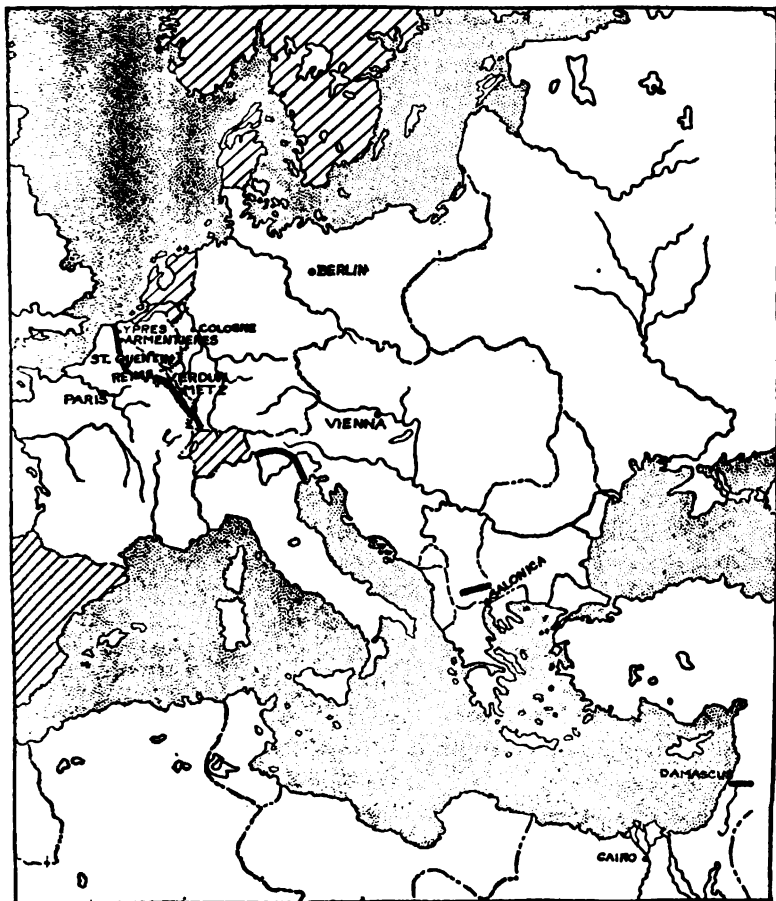 BERLIN
YPRES
COLOGNE
ARMENTIERES
ST. QUENTIN
REIMS
VERDUN
METZ
PARIS
VIENNA
SALONICA
DAMASCUS
CAIRO